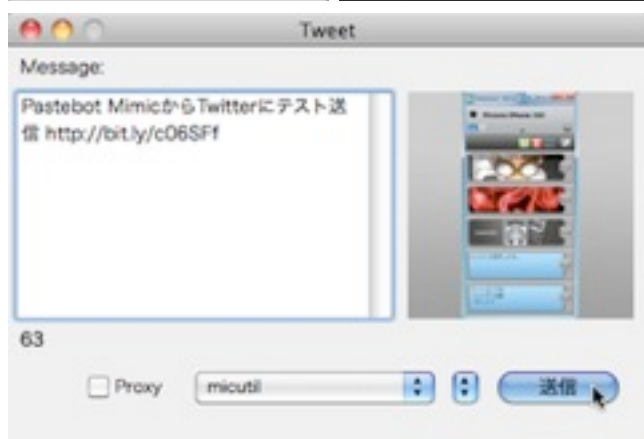 Tweet
Message:
Pastebot MimicからTwitterにテスト送
信 http://bit.ly/c06SFf
63
Proxy
micutil
送信